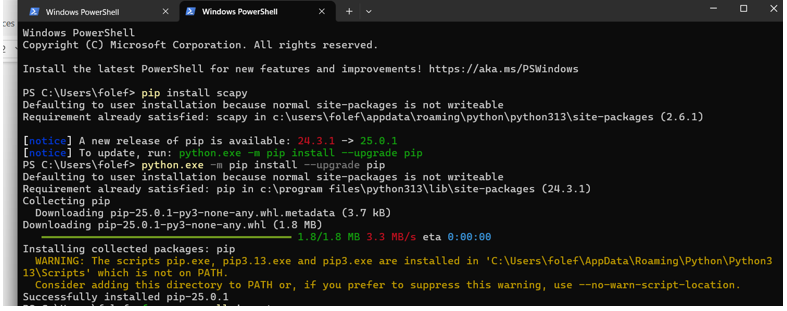 ces
Windows PowerShell
Windows PowerShell
2
Windows PowerShell
Copyright (C) Microsoft Corporation. All rights reserved.
Install the latest PowerShell for new features and improvements! https://aka.ms/PSWindows
PS C:\Users\folef> pip install scapy
Defaulting to user installation because normal site-packages is not writeable
Requirement already satisfied: scapy in c:\users\folef\appdata\roaming\python\python313\site-packages (2.6.1)
[notice] A new release of pip is available: 24.3.1 -> 25.0.1
[notice] To update, run: python.exe -m pip install --upgrade pip
PS C:\Users\folef> python.exe -m pip install --upgrade pip
Defaulting to user installation because normal site-packages is not writeable
Requirement already satisfied: pip in c:\program files\python313\lib\site-packages (24.3.1)
Collecting pip
Downloading pip-25.0.1-py3-none-any.whl.metadata (3.7 kB)
Downloading pip-25.0.1-py3-none-any.whl (1.8 MB)
1.8/1.8 MB 3.3 MB/s eta 0:00:00
Installing collected packages: pip
WARNING: The scripts pip.exe, pip3.13.exe and pip3.exe are installed in 'C:\Users\folef\AppData\Roaming\Python\Python3
13\Scripts' which is not on PATH.
Consider adding this directory to PATH or, if you prefer to suppress this warning, use --no-warn-script-location.
Successfully installed pip-25.0.1